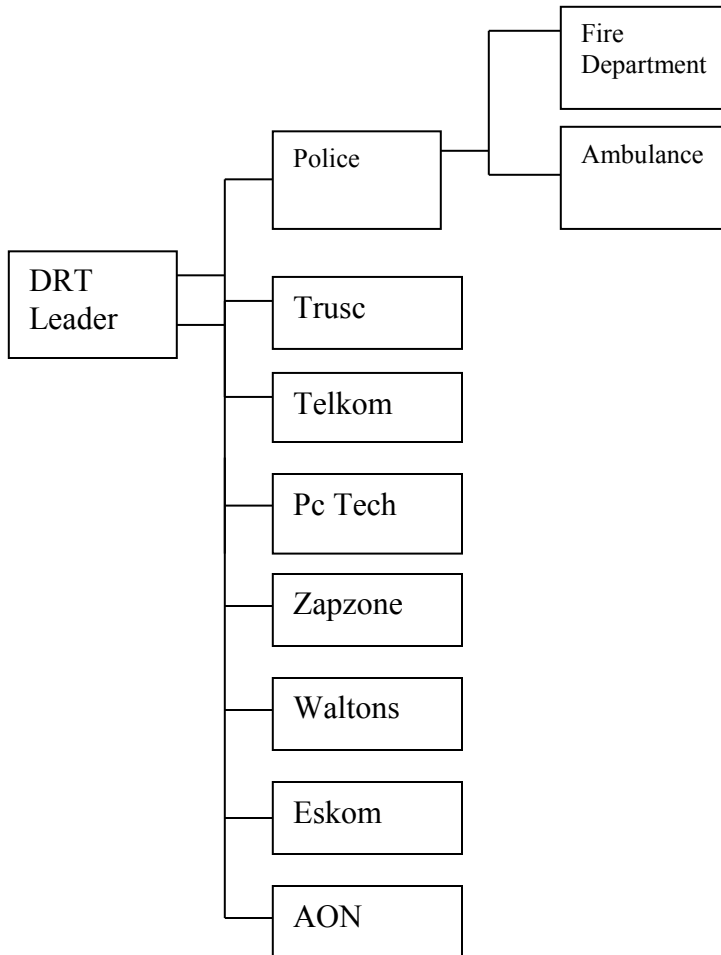 Fire
Department
Police
Ambulance
DRT
Leader
Trusc
Telkom
Pc Tech
Zapzone
Waltons
Eskom
AON